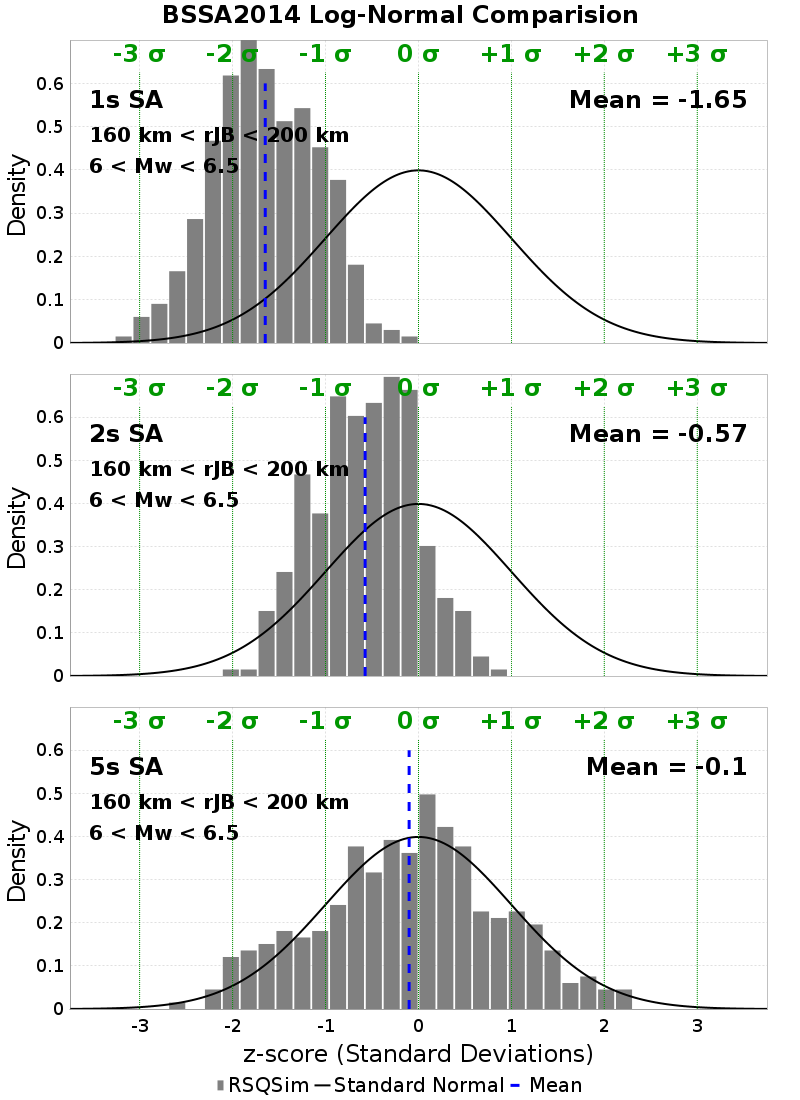 BSSA2014 Log-Normal Comparision
-3 σ -2 σ -1 σ 0 σ +1 σ +2 σ +3 σ
1s SA Mean = -1.65
160 km < rJB < 200 km
6 < Mw < 6.5
Density
0.6
0.5
0.4
0.3
0.2
0.1
0
-3 σ -2 σ -1 σ 0 σ +1 σ +2 σ +3 σ
2s SA Mean = -0.57
160 km < rJB < 200 km
6 < Mw < 6.5
Density
0.6
0.5
0.4
0.3
0.2
0.1
0
-3 σ -2 σ -1 σ 0 σ +1 σ +2 σ +3 σ
5s SA Mean = -0.1
160 km < rJB < 200 km
6 < Mw < 6.5
Density
0.6
0.5
0.4
0.3
0.2
0.1
0
-3 -2 -1 0 1 2 3
z-score (Standard Deviations)
RSQSim Standard Normal Mean